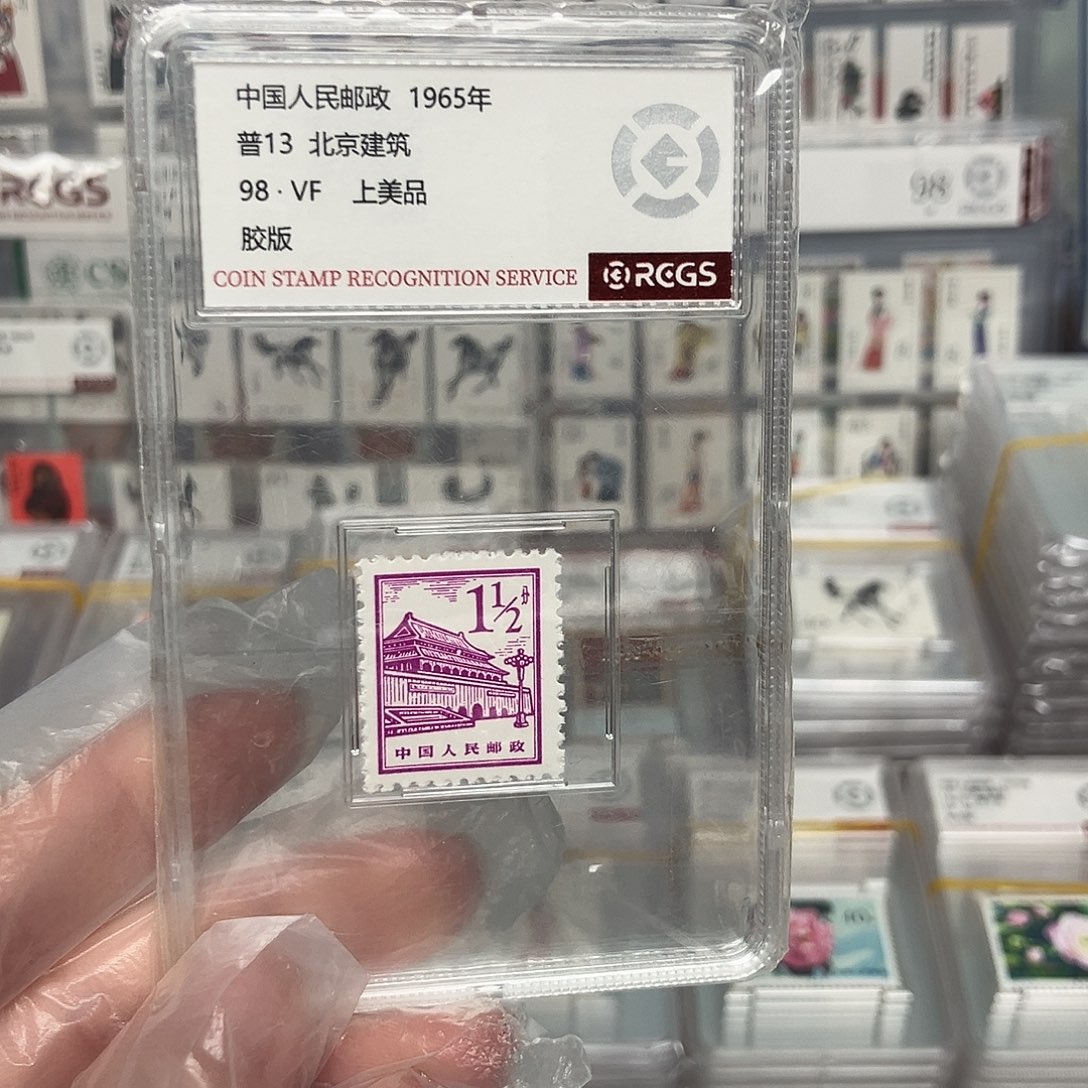 中国人民邮政 1965年
普13 北京建筑
98 · VF 上美品
胶版
COIN STAMP RECOGNITION SERVICE
RCGS
1½分
中国人民邮政
RCGS
98